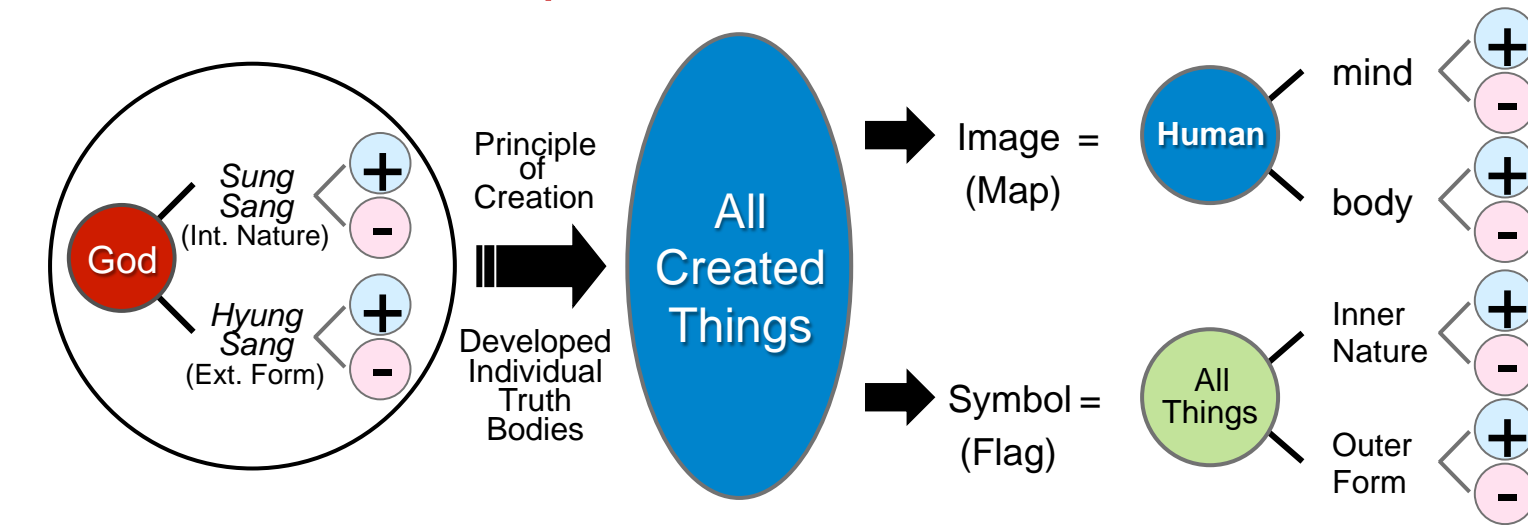 God
Sung
Sang
(Int. Nature)
+
-
Hyung
Sang
(Ext. Form)
+
-
Principle
of
Creation
Developed
Individual
Truth
Bodies
All
Created
Things
Image =
(Map)
Human
mind
+
-
body
+
-
Symbol =
(Flag)
All
Things
Inner
Nature
+
-
Outer
Form
+
-